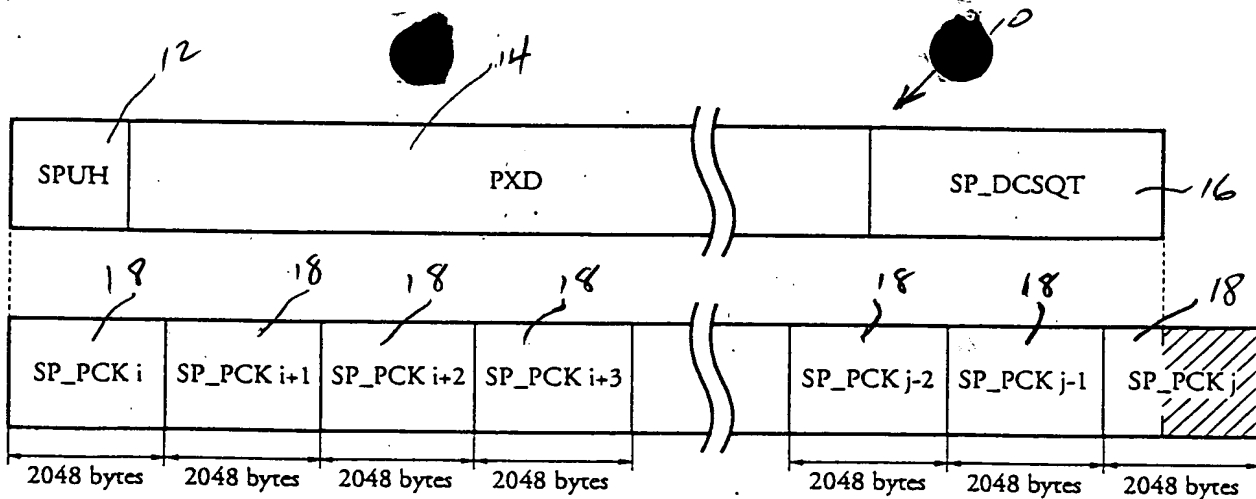 12 14 10
SPUH PXD SP_DCSQT 16
18 18 18 18 18 18 18
SP_PCK i SP_PCK i+1 SP_PCK i+2 SP_PCK i+3 SP_PCK j-2 SP_PCK j-1 SP_PCK j
2048 bytes 2048 bytes 2048 bytes 2048 bytes 2048 bytes 2048 bytes 2048 bytes